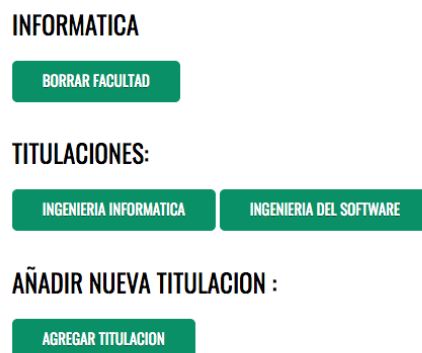 INFORMATICA
BORRAR FACULTAD
TITULACIONES:
INGENIERIA INFORMATICA INGENIERIA DEL SOFTWARE
AÑADIR NUEVA TITULACION :
AGREGAR TITULACION